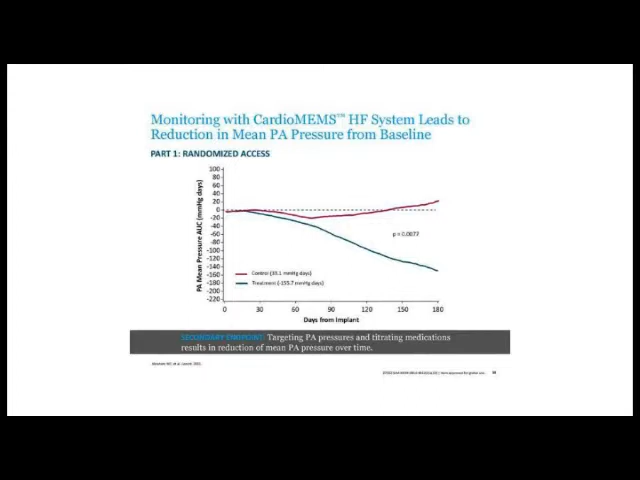 Monitoring with CardioMEMS™ HF System Leads to
Reduction in Mean PA Pressure from Baseline
PART 1: RANDOMIZED ACCESS
PA Mean Pressure AUC (mmHg days)
100
80
60
40
20
0
-20
-40
-60
-80
-100
-120
-140
-160
-180
-200
-220
p = 0.0077
Control (33.1 mmHg days)
Treatment (-155.7 mmHg days)
0 30 60 90 120 150 180
Days from Implant
SECONDARY ENDPOINT: Targeting PA pressures and titrating medications
results in reduction of mean PA pressure over time.